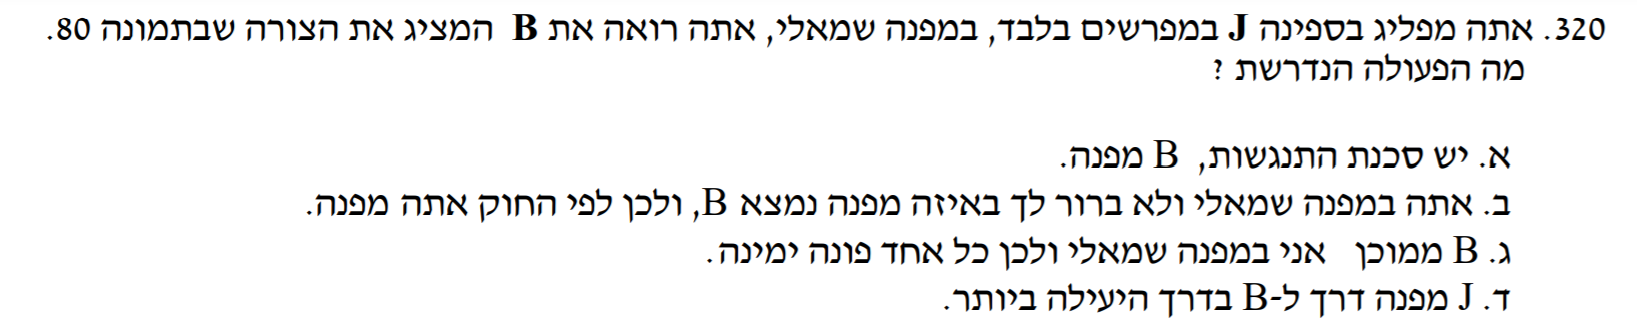 320. אתה מפליג בספינה J במפרשים בלבד, במפנה שמאלי, אתה רואה את B המציג את הצורה שבתמונה 80.
מה הפעולה הנדרשת ?
א. יש סכנת התנגשות, B מפנה.
ב. אתה במפנה שמאלי ולא ברור לך באיזה מפנה נמצא B, ולכן לפי החוק אתה מפנה.
ג. B ממוכן אני במפנה שמאלי ולכן כל אחד פונה ימינה.
ד. J מפנה דרך ל-B בדרך היעילה ביותר.